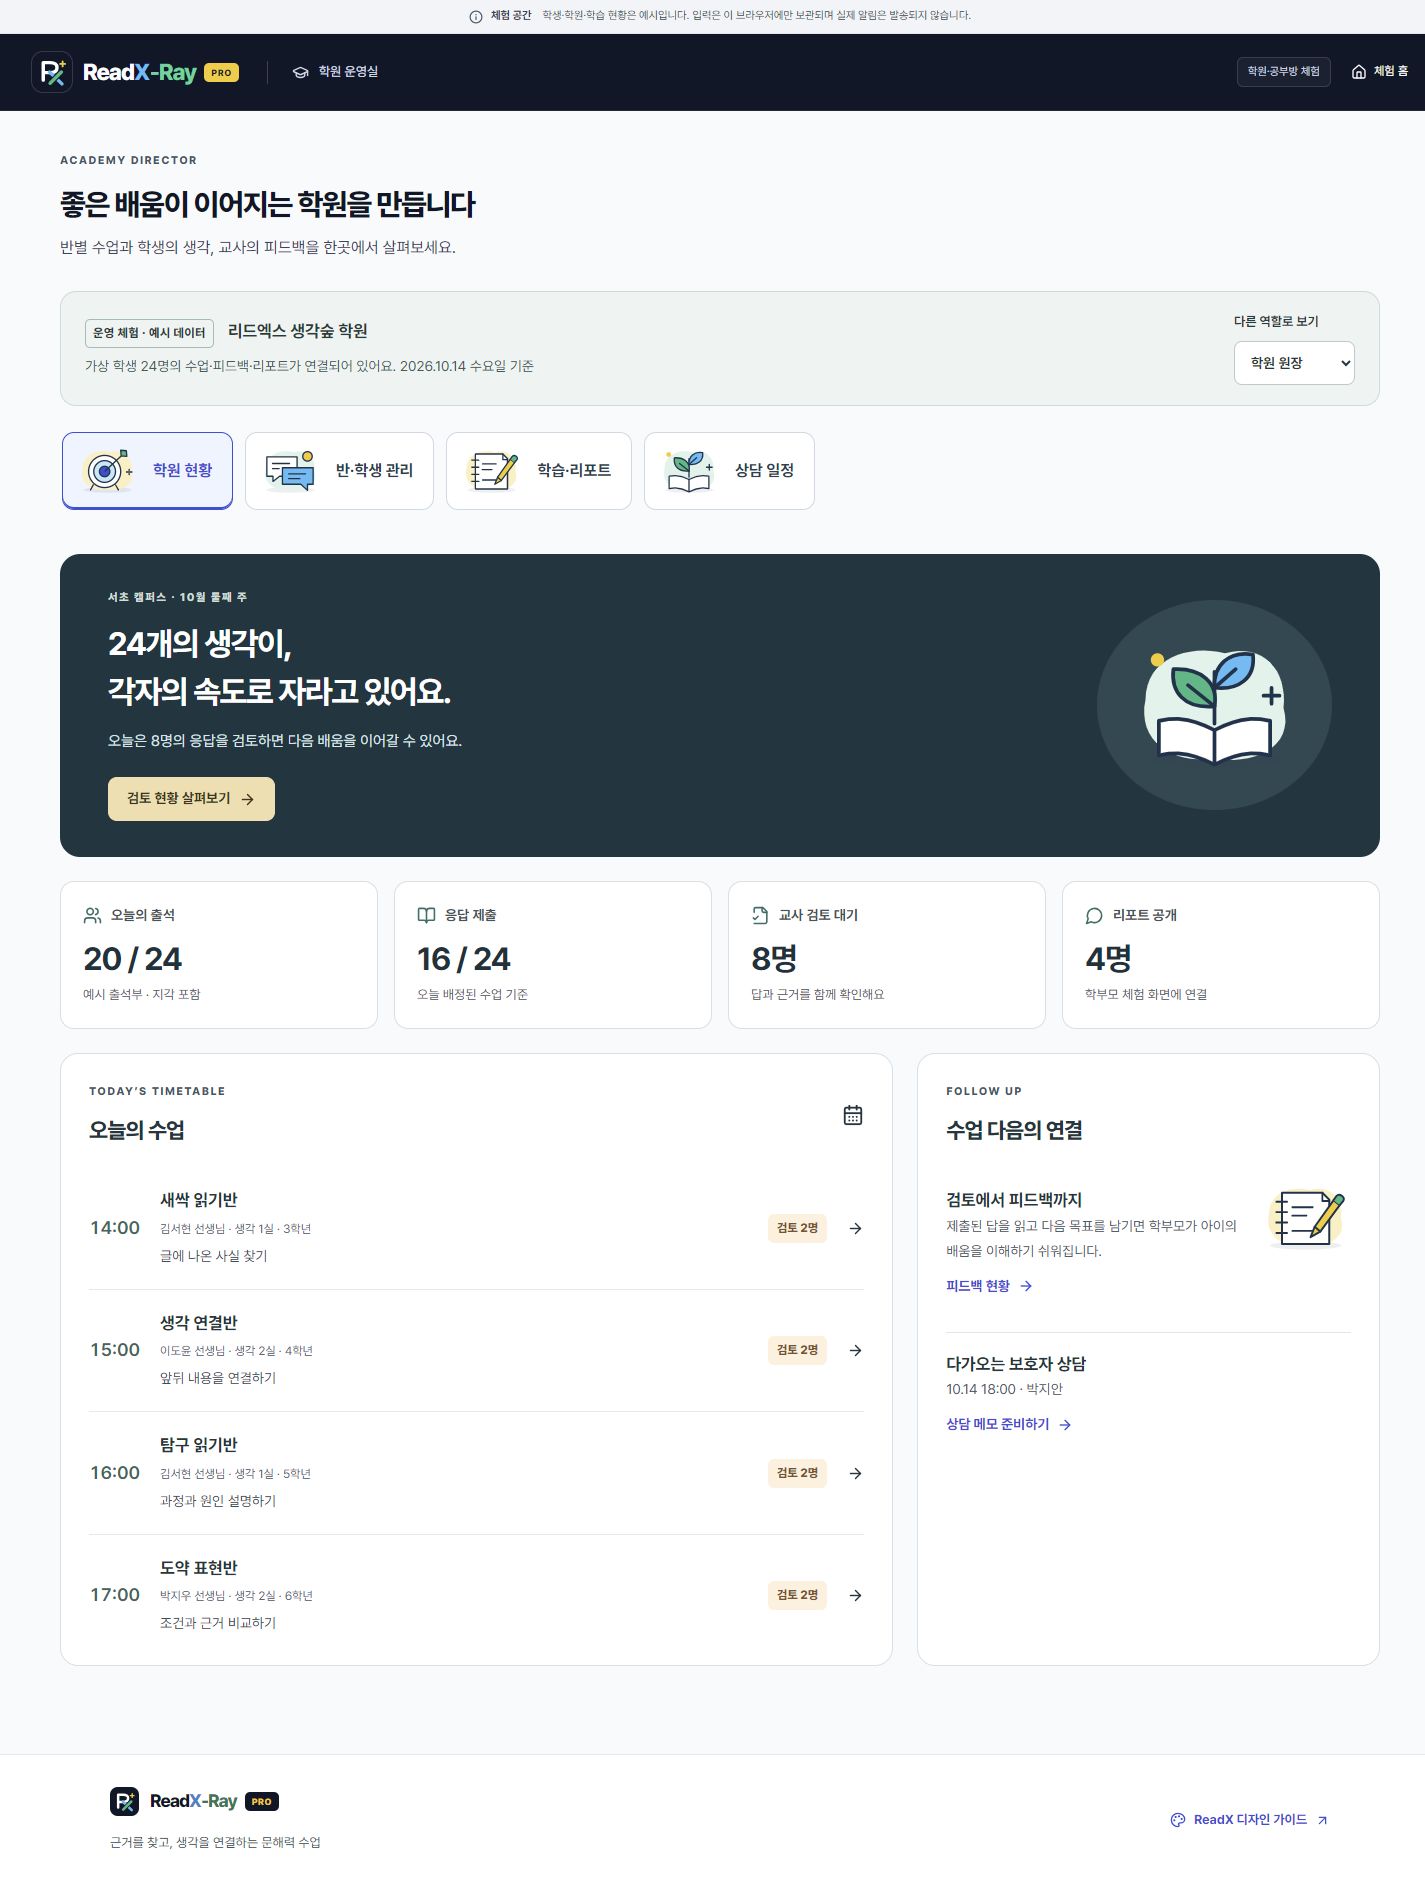 체험 공간 학생·학원·학습 현황은 예시입니다. 입력은 이 브라우저에만 보관되며 실제 알림은 발송되지 않습니다.
ReadX-Ray PRO
학원 운영실
학원·공부방 체험
체험 홈
ACADEMY DIRECTOR
좋은 배움이 이어지는 학원을 만듭니다
반별 수업과 학생의 생각, 교사의 피드백을 한곳에서 살펴보세요.
운영 체험 · 예시 데이터
리드엑스 생각숲 학원
가상 학생 24명의 수업·피드백·리포트가 연결되어 있어요. 2026.10.14 수요일 기준
다른 역할로 보기
학원 원장
학원 현황
반·학생 관리
학습·리포트
상담 일정
서초 캠퍼스 · 10월 둘째 주
24개의 생각이,
각자의 속도로 자라고 있어요.
오늘은 8명의 응답을 검토하면 다음 배움을 이어갈 수 있어요.
검토 현황 살펴보기
오늘의 출석
20 / 24
예시 출석부 · 지각 포함
응답 제출
16 / 24
오늘 배정된 수업 기준
교사 검토 대기
8명
답과 근거를 함께 확인해요
리포트 공개
4명
학부모 체험 화면에 연결
TODAY'S TIMETABLE
오늘의 수업
14:00
새싹 읽기반
김서현 선생님 · 생각 1실 · 3학년
글에 나온 사실 찾기
검토 2명
15:00
생각 연결반
이도윤 선생님 · 생각 2실 · 4학년
앞뒤 내용을 연결하기
검토 2명
16:00
탐구 읽기반
김서현 선생님 · 생각 1실 · 5학년
과정과 원인 설명하기
검토 2명
17:00
도약 표현반
박지우 선생님 · 생각 2실 · 6학년
조건과 근거 비교하기
검토 2명
FOLLOW UP
수업 다음의 연결
검토에서 피드백까지
제출된 답을 읽고 다음 목표를 남기면 학부모가 아이의
배움을 이해하기 쉬워집니다.
피드백 현황
다가오는 보호자 상담
10.14 18:00 · 박지안
상담 메모 준비하기
ReadX-Ray PRO
근거를 찾고, 생각을 연결하는 문해력 수업
ReadX 디자인 가이드